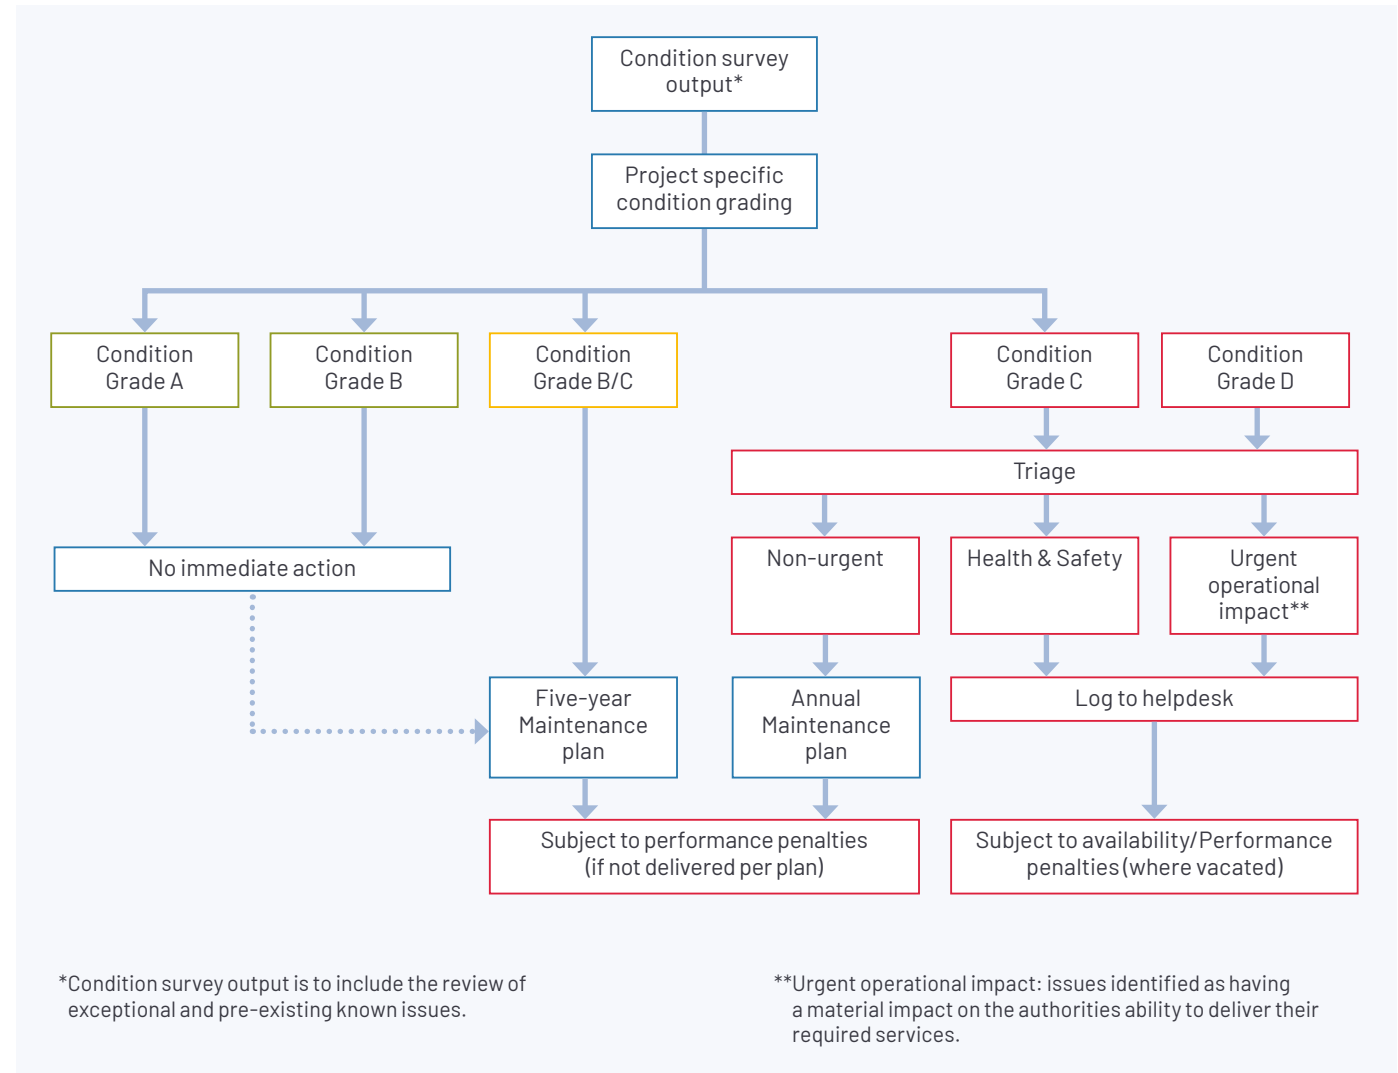 Condition survey
output*
Project specific
condition grading
Condition
Grade A
Condition
Grade B
Condition
Grade B/C
Condition
Grade C
Condition
Grade D
Triage
No immediate action
Non-urgent
Health & Safety
Urgent
operational
impact**
Five-year
Maintenance
plan
Annual
Maintenance
plan
Log to helpdesk
Subject to performance penalties
(if not delivered per plan)
Subject to availability/Performance
penalties (where vacated)
*Condition survey output is to include the review of
exceptional and pre-existing known issues.
**Urgent operational impact: issues identified as having
a material impact on the authorities ability to deliver their
required services.